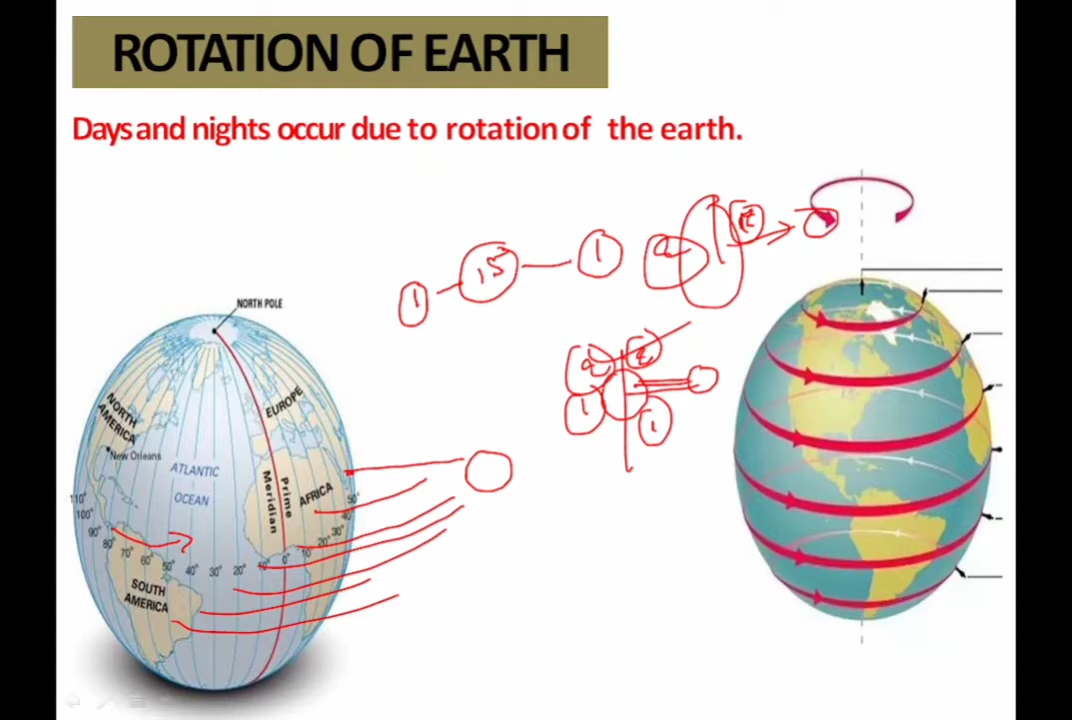 ROTATION OF EARTH
Days and nights occur due to rotation of the earth.
1
15
1
NORTH POLE
NORTH
AMERICA
New Orleans
EUROPE
ATLANTIC
OCEAN
Prime
Meridian
AFRICA
110°
100°
90°
80°
70°
60°
50°
40°
30°
20°
10°
0°
10°
20°
30°
40°
50°
SOUTH
AMERICA
1
1